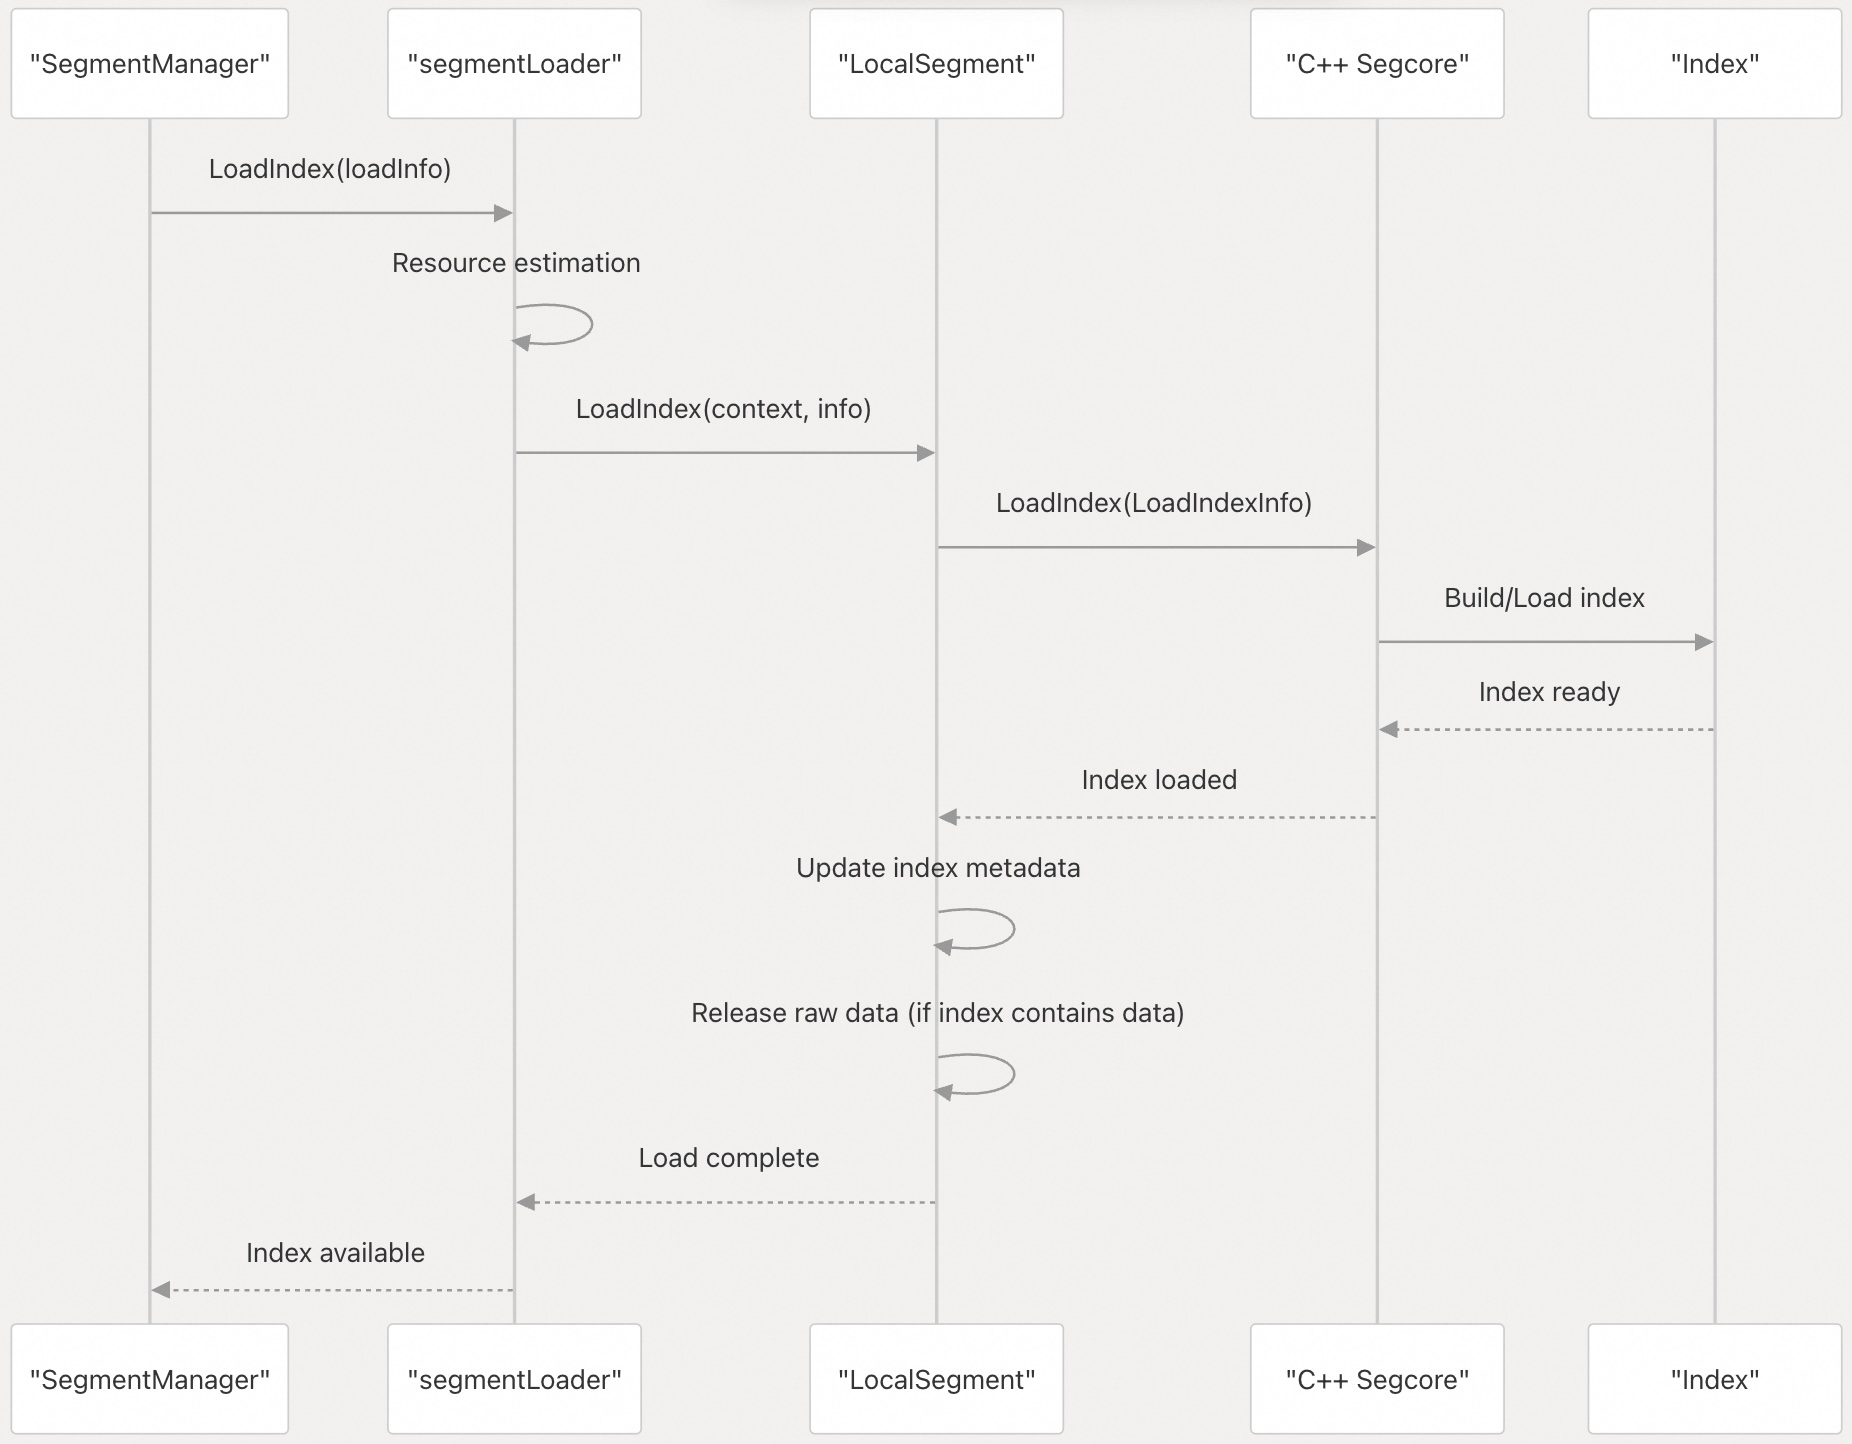 "SegmentManager"
"segmentLoader"
"LocalSegment"
"C++ Segcore"
"Index"
LoadIndex(loadInfo)
Resource estimation
LoadIndex(context, info)
LoadIndex(LoadIndexInfo)
Build/Load index
Index ready
Index loaded
Update index metadata
Release raw data (if index contains data)
Load complete
Index available
"SegmentManager"
"segmentLoader"
"LocalSegment"
"C++ Segcore"
"Index"